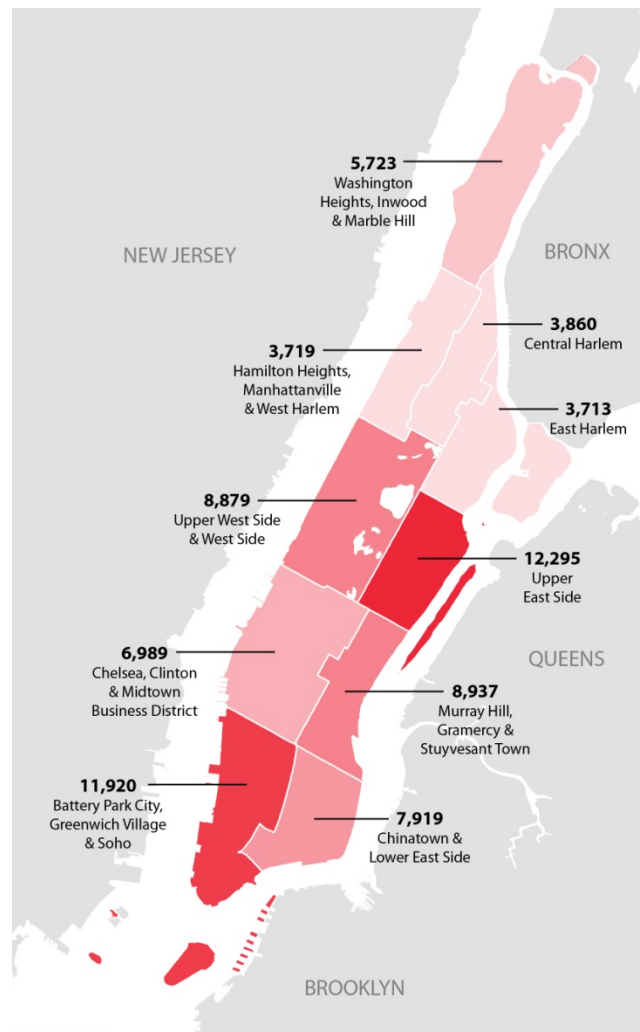 5,723
Washington
Heights, Inwood
& Marble Hill
NEW JERSEY
BRONX
3,860
Central Harlem
3,719
Hamilton Heights,
Manhattanville
& West Harlem
3,713
East Harlem
8,879
Upper West Side
& West Side
12,295
Upper
East Side
QUEENS
6,989
Chelsea, Clinton
& Midtown
Business District
8,937
Murray Hill,
Gramercy &
Stuyvesant Town
11,920
Battery Park City,
Greenwich Village
& Soho
7,919
Chinatown &
Lower East Side
BROOKLYN